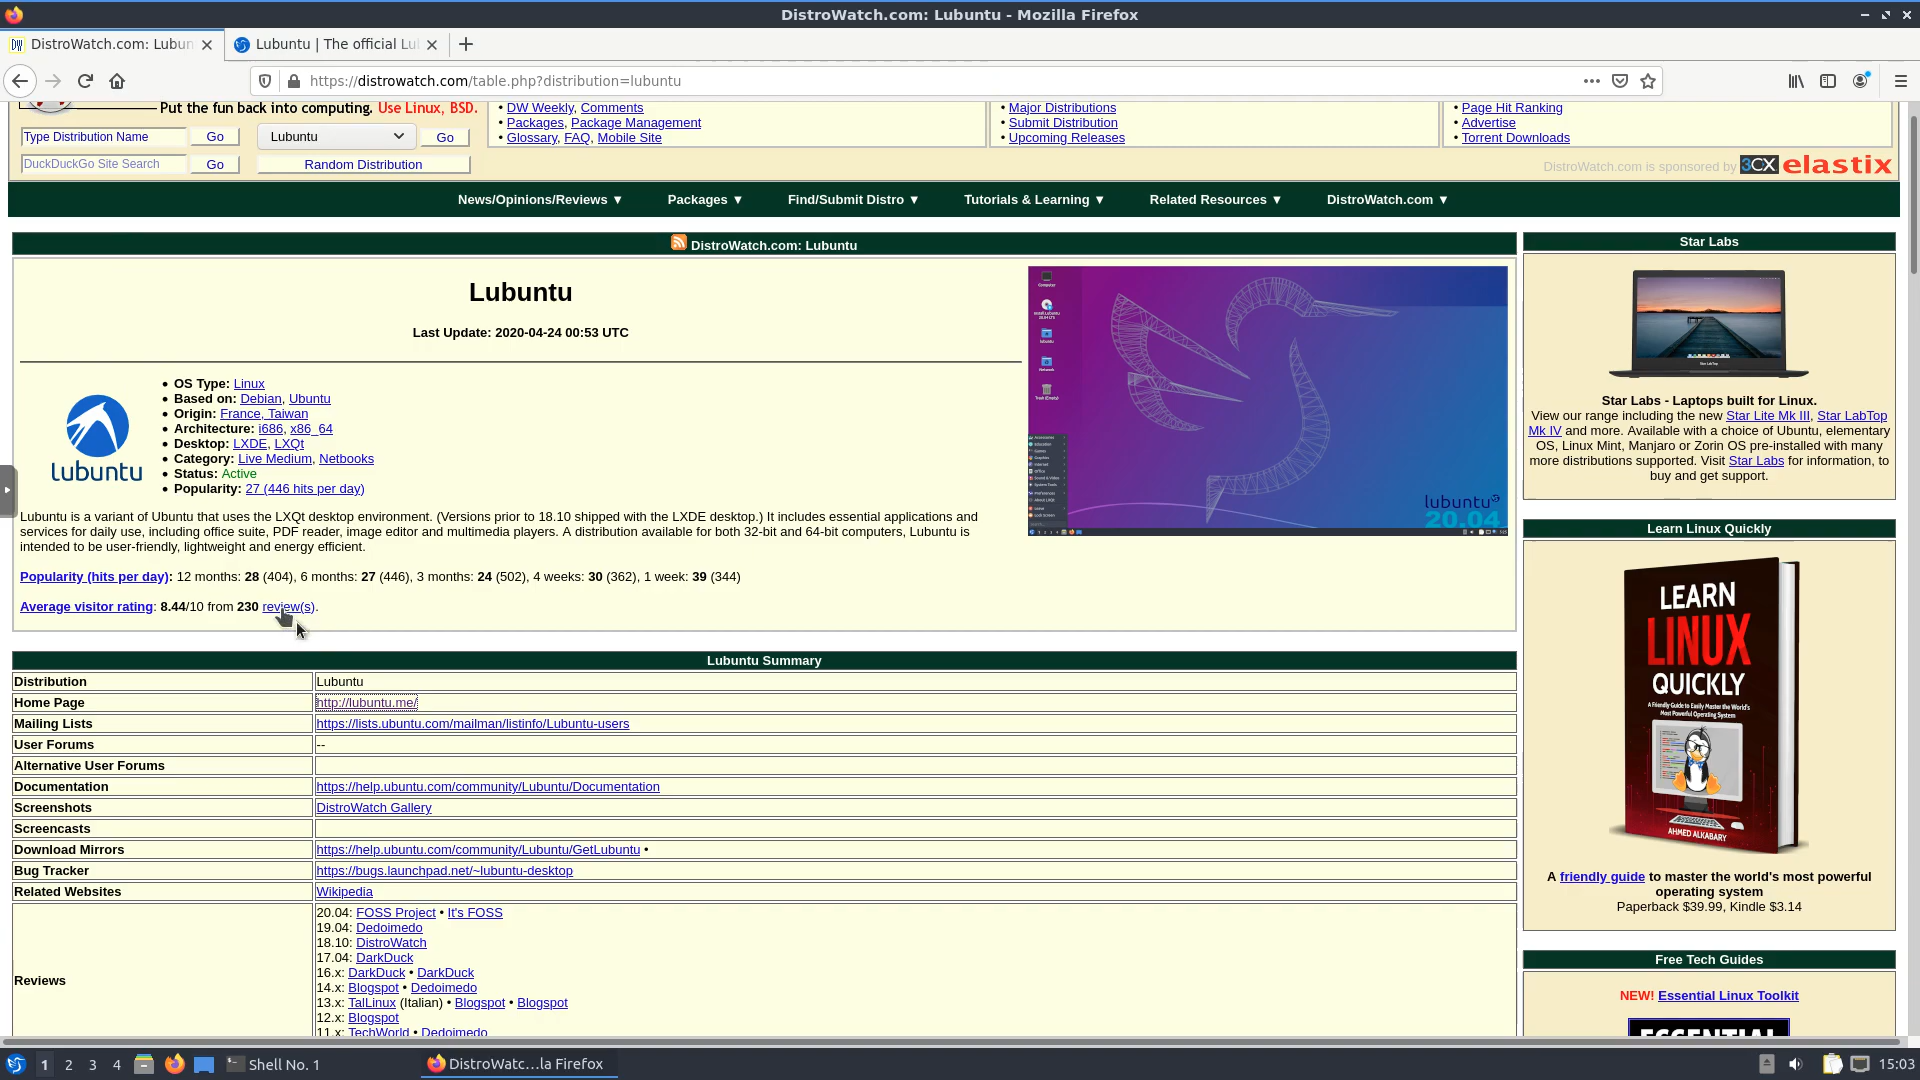 DistroWatch.com: Lubuntu - Mozilla Firefox
DistroWatch.com: Lubun
Lubuntu | The official Lu
https://distrowatch.com/table.php?distribution=lubuntu
Put the fun back into computing. Use Linux, BSD.
Type Distribution Name Go Lubuntu Go
DuckDuckGo Site Search Go Random Distribution
• DW Weekly, Comments
• Packages, Package Management
• Glossary, FAQ, Mobile Site
• Major Distributions
• Submit Distribution
• Upcoming Releases
• Page Hit Ranking
• Advertise
• Torrent Downloads
DistroWatch.com is sponsored by 3CX elastix
News/Opinions/Reviews ▼ Packages ▼ Find/Submit Distro ▼ Tutorials & Learning ▼ Related Resources ▼ DistroWatch.com ▼
DistroWatch.com: Lubuntu
Lubuntu
Last Update: 2020-04-24 00:53 UTC
Lubuntu
• OS Type: Linux
• Based on: Debian, Ubuntu
• Origin: France, Taiwan
• Architecture: i686, x86_64
• Desktop: LXDE, LXQt
• Category: Live Medium, Netbooks
• Status: Active
• Popularity: 27 (446 hits per day)
Lubuntu is a variant of Ubuntu that uses the LXQt desktop environment. (Versions prior to 18.10 shipped with the LXDE desktop.) It includes essential applications and
services for daily use, including office suite, PDF reader, image editor and multimedia players. A distribution available for both 32-bit and 64-bit computers, Lubuntu is
intended to be user-friendly, lightweight and energy efficient.
Popularity (hits per day): 12 months: 28 (404), 6 months: 27 (446), 3 months: 24 (502), 4 weeks: 30 (362), 1 week: 39 (344)
Average visitor rating: 8.44/10 from 230 review(s).
lubuntu
20.04
Lubuntu Summary
Distribution Lubuntu
Home Page http://lubuntu.me/
Mailing Lists https://lists.ubuntu.com/mailman/listinfo/Lubuntu-users
User Forums --
Alternative User Forums
Documentation https://help.ubuntu.com/community/Lubuntu/Documentation
Screenshots DistroWatch Gallery
Screencasts
Download Mirrors https://help.ubuntu.com/community/Lubuntu/GetLubuntu •
Bug Tracker https://bugs.launchpad.net/~lubuntu-desktop
Related Websites Wikipedia
Reviews
20.04: FOSS Project • It's FOSS
19.04: Dedoimedo
18.10: DistroWatch
17.04: DarkDuck
16.x: DarkDuck • DarkDuck
14.x: Blogspot • Dedoimedo
13.x: TalLinux (Italian) • Blogspot • Blogspot
12.x: Blogspot
11.x: TechWorld • Dedoimedo
Star Labs
Star Labs - Laptops built for Linux.
View our range including the new Star Lite Mk III, Star LabTop
Mk IV and more. Available with a choice of Ubuntu, elementary
OS, Linux Mint, Manjaro or Zorin OS pre-installed with many
more distributions supported. Visit Star Labs for information, to
buy and get support.
Learn Linux Quickly
LEARN
LINUX
QUICKLY
A Friendly Guide to Easily Master the World's
Most Powerful Operating System
AHMED ALKABARY
A friendly guide to master the world's most powerful
operating system
Paperback $39.99, Kindle $3.14
Free Tech Guides
NEW! Essential Linux Toolkit
ESSENTIAL
1 2 3 4 Shell No. 1 DistroWatc...la Firefox 15:03